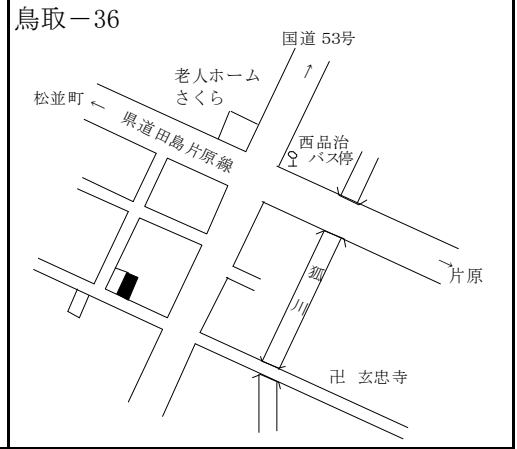 鳥取－36
国道 53号
↑
老人ホーム
さくら
松並町 ←
県道田島片原線
西品治
バス停
→
片原
狐川
卍 玄忠寺